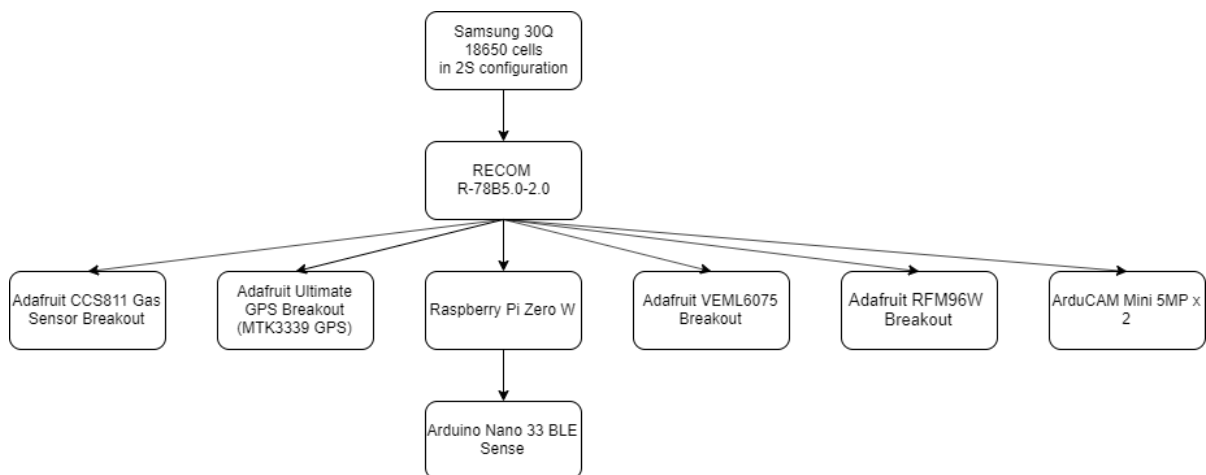 Samsung 30Q
18650 cells
in 2S configuration
RECOM
R-78B5.0-2.0
Adafruit CCS811 Gas
Sensor Breakout
Adafruit Ultimate
GPS Breakout
(MTK3339 GPS)
Raspberry Pi Zero W
Adafruit VEML6075
Breakout
Adafruit RFM96W
Breakout
ArduCAM Mini 5MP x
2
Arduino Nano 33 BLE
Sense